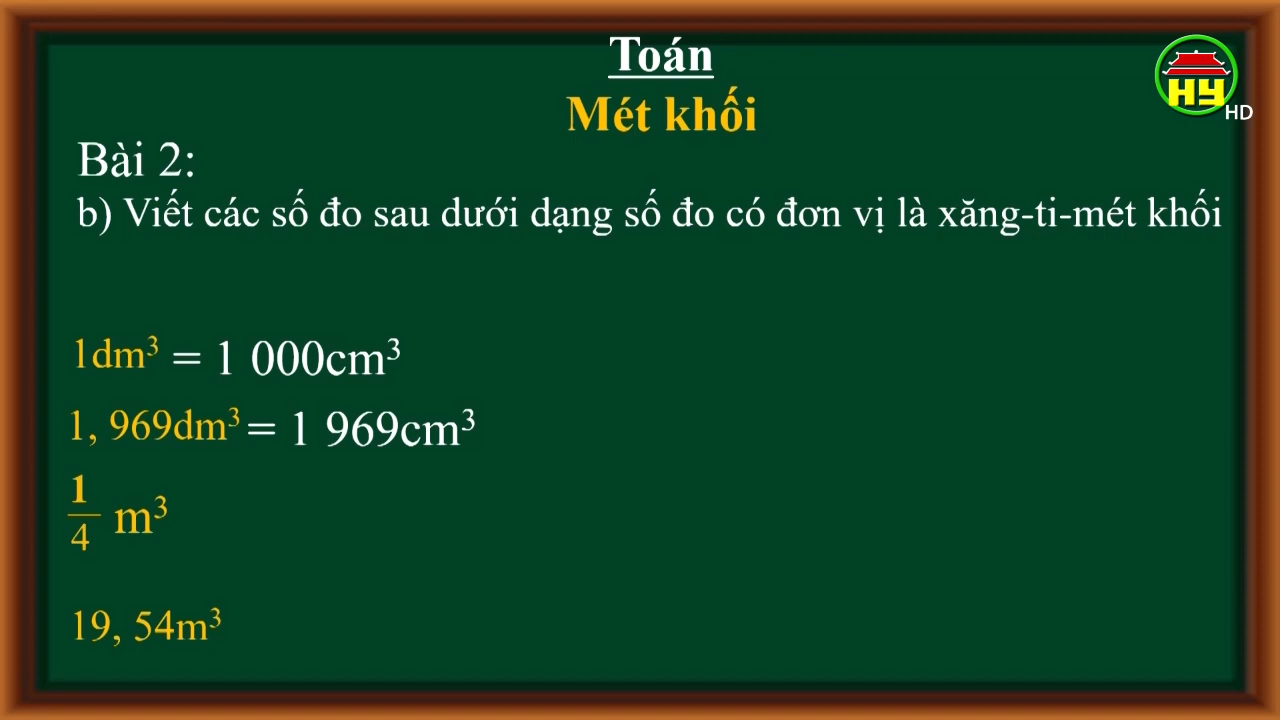 Toán
Mét khối
HY
HD
Bài 2:
b) Viết các số đo sau dưới dạng số đo có đơn vị là xăng-ti-mét khối
1dm³ = 1 000cm³
1, 969dm³ = 1 969cm³
1/4 m³
19, 54m³